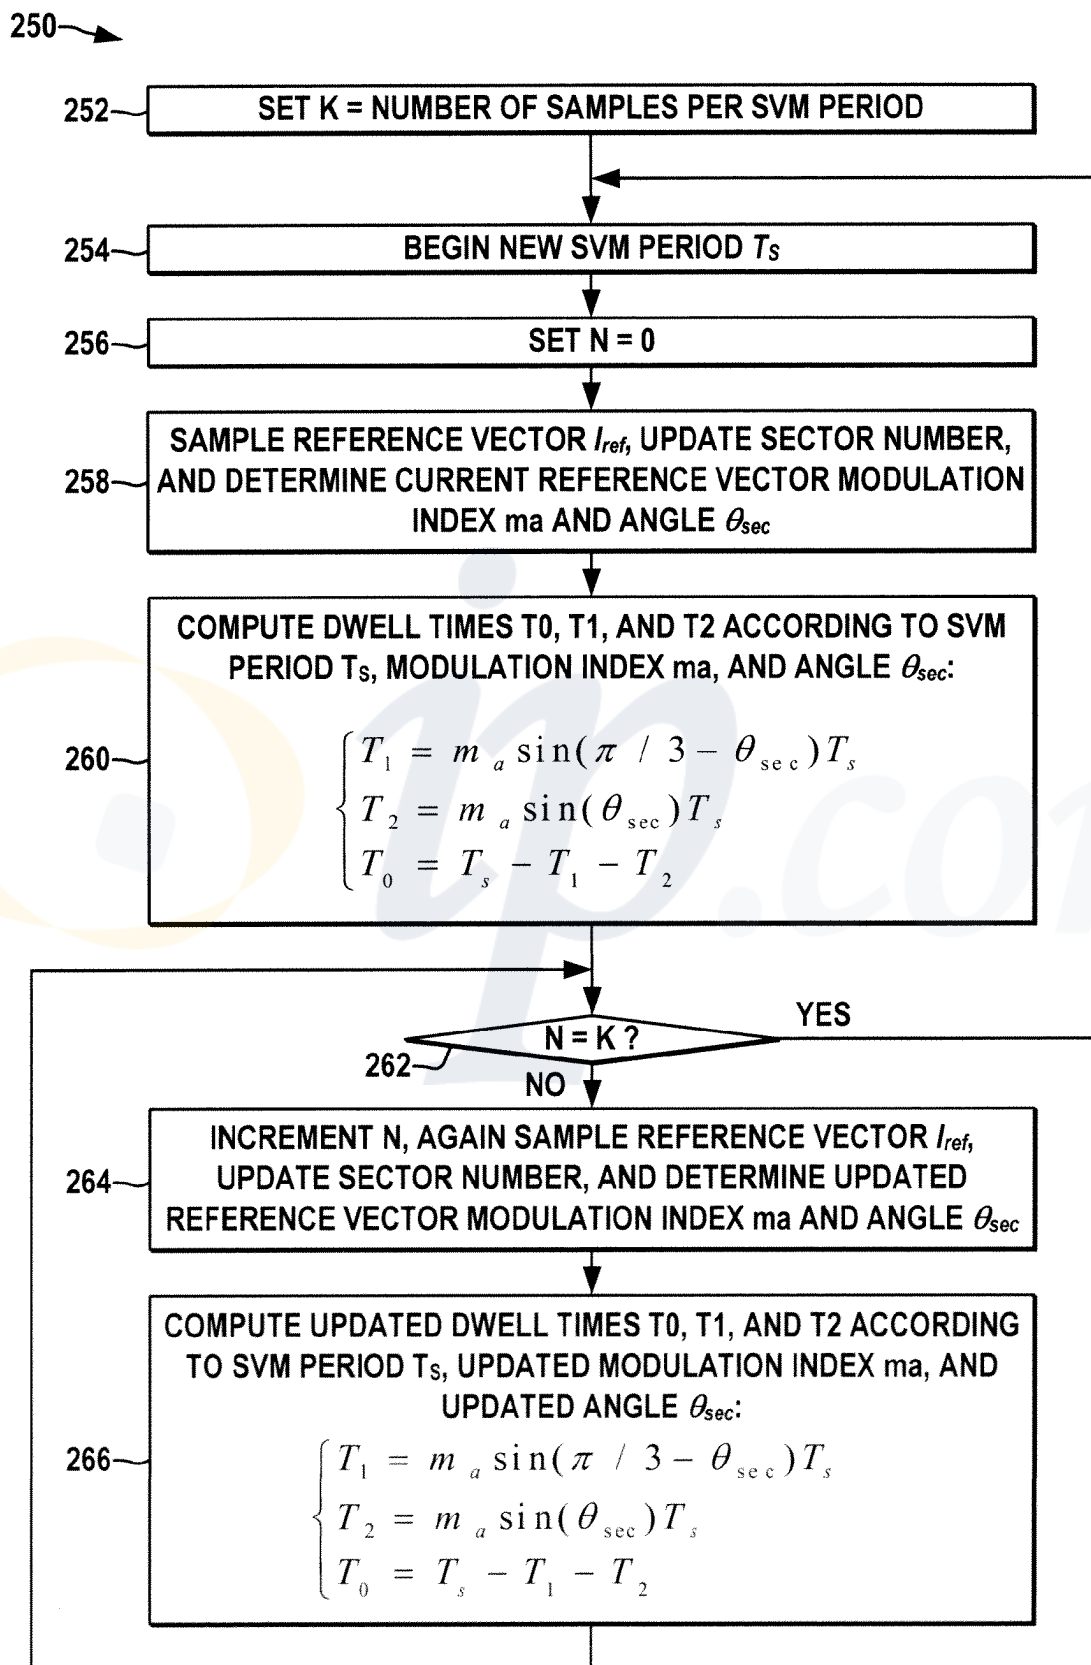 250
252
SET K = NUMBER OF SAMPLES PER SVM PERIOD
254
BEGIN NEW SVM PERIOD Ts
256
SET N = 0
258
SAMPLE REFERENCE VECTOR Iref, UPDATE SECTOR NUMBER,
AND DETERMINE CURRENT REFERENCE VECTOR MODULATION
INDEX ma AND ANGLE θsec
260
COMPUTE DWELL TIMES T0, T1, AND T2 ACCORDING TO SVM
PERIOD Ts, MODULATION INDEX ma, AND ANGLE θsec:
T1 = ma sin(π / 3 − θsec)Ts
T2 = ma sin(θsec)Ts
T0 = Ts − T1 − T2
262
N = K ?
YES
NO
264
INCREMENT N, AGAIN SAMPLE REFERENCE VECTOR Iref,
UPDATE SECTOR NUMBER, AND DETERMINE UPDATED
REFERENCE VECTOR MODULATION INDEX ma AND ANGLE θsec
266
COMPUTE UPDATED DWELL TIMES T0, T1, AND T2 ACCORDING
TO SVM PERIOD Ts, UPDATED MODULATION INDEX ma, AND
UPDATED ANGLE θsec:
T1 = ma sin(π / 3 − θsec)Ts
T2 = ma sin(θsec)Ts
T0 = Ts − T1 − T2
ip.com